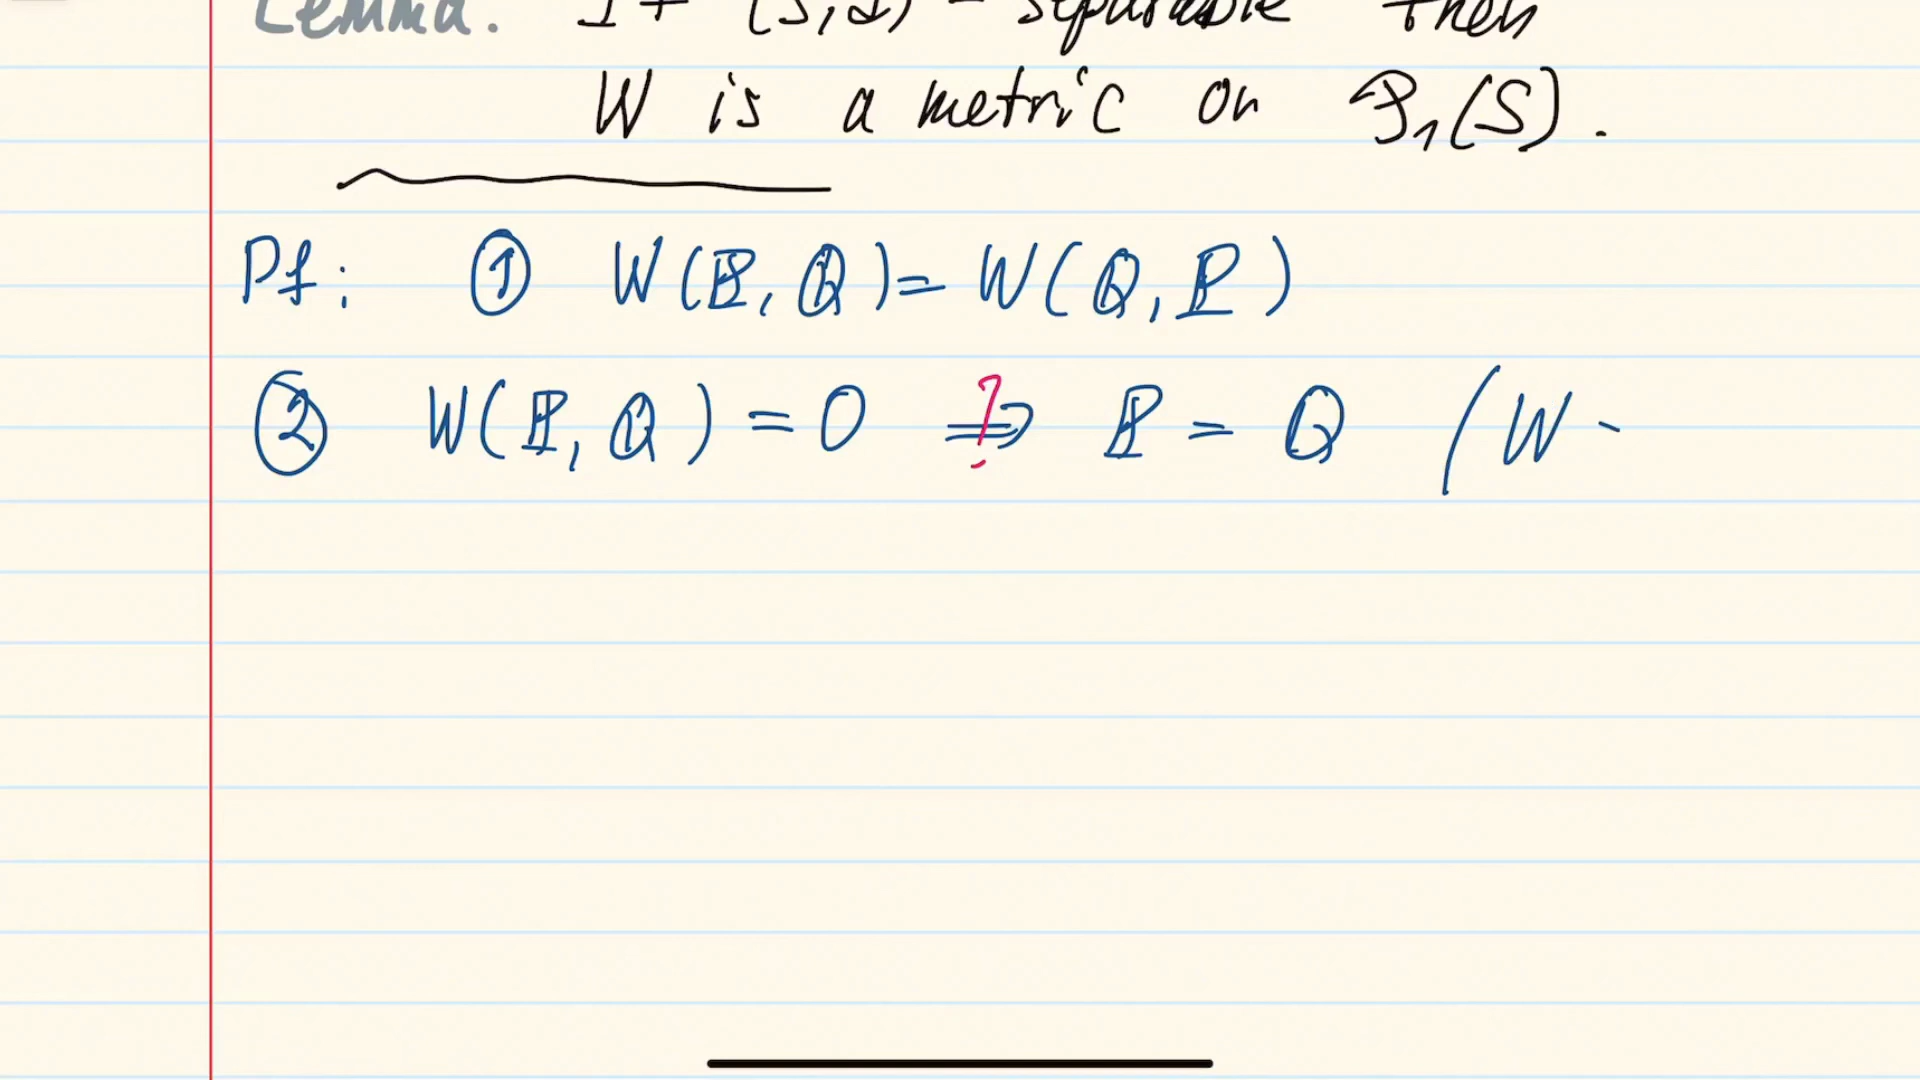 Lemma. If (S,d) - separable then
W is a metric on 𝒫₁(S).
Pf: ① W(ℙ, ℚ) = W(ℚ, ℙ)
② W(ℙ, ℚ) = 0 ⇒? ℙ = ℚ (W -